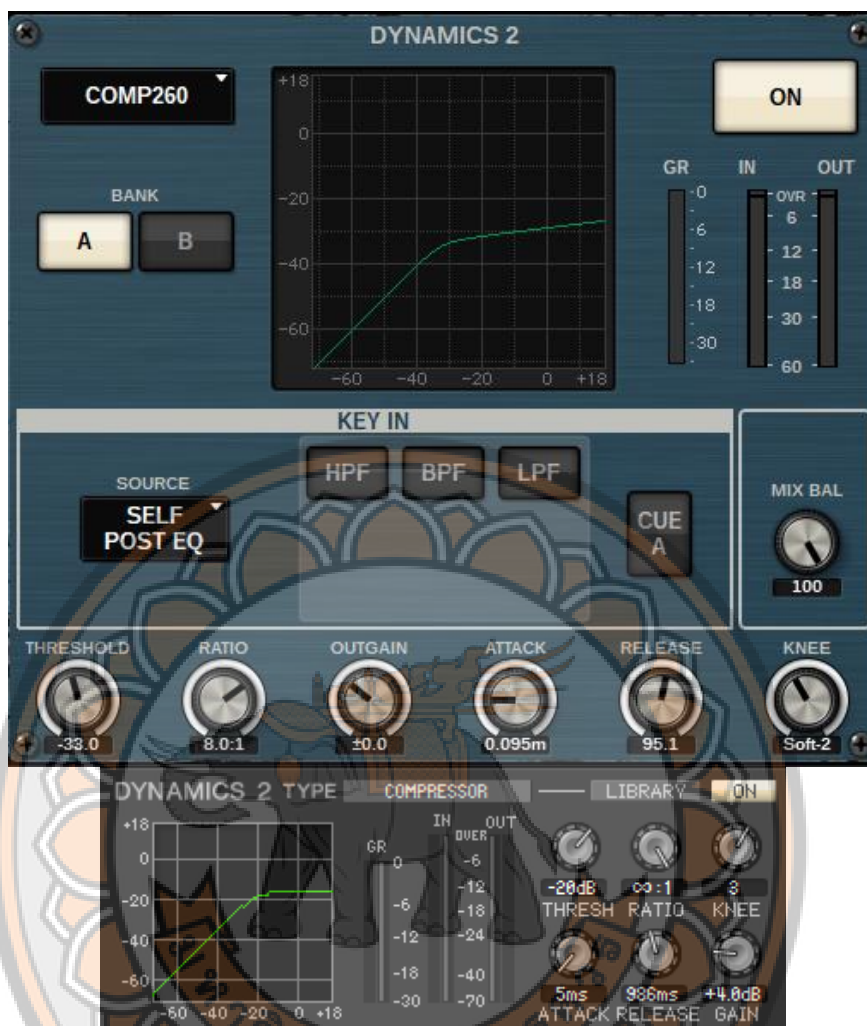 DYNAMICS 2
COMP260
ON
BANK
A B
+18
0
-20
-40
-60
-60 -40 -20 0 +18
GR IN OUT
-0
-6
-12
-18
-30
OVR
6
12
18
30
60
KEY IN
SOURCE
SELF
POST EQ
HPF BPF LPF
CUE
A
MIX BAL
100
THRESHOLD RATIO OUTGAIN ATTACK RELEASE KNEE
-33.0 8.0:1 ±0.0 0.095m 95.1 Soft-2
DYNAMICS 2 TYPE COMPRESSOR LIBRARY ON
+18
0
-20
-40
-60
-60 -40 -20 0 +18
GR IN OUT
0
-6
-12
-18
-30
OVER
-6
-12
-18
-24
-40
-70
-20dB ∞:1 3
THRESH RATIO KNEE
5ms 986ms +4.0dB
ATTACK RELEASE GAIN